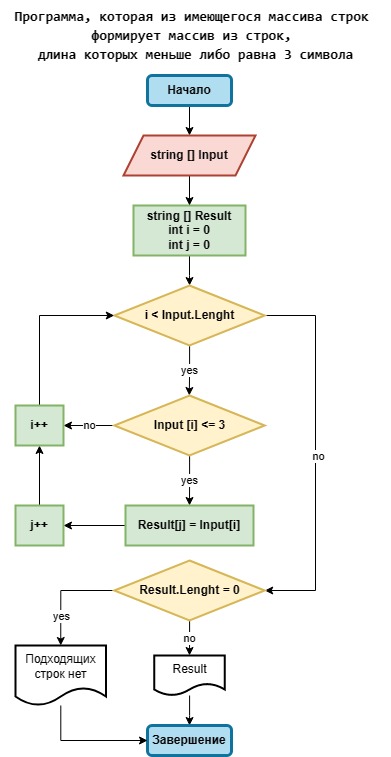 Программа, которая из имеющегося массива строк
формирует массив из строк,
длина которых меньше либо равна 3 символа
Начало
string [] Input
string [] Result
int i = 0
int j = 0
i < Input.Lenght
yes
no
Input [i] <= 3
no
i++
yes
Result[j] = Input[i]
j++
Result.Lenght = 0
yes
no
Подходящих
строк нет
Result
Завершение